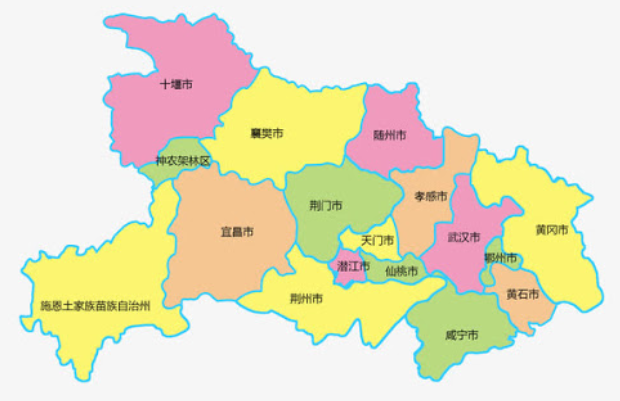 十堰市
襄樊市
随州市
神农架林区
孝感市
荆门市
宜昌市
黄冈市
武汉市
天门市
鄂州市
潜江市
仙桃市
黄石市
荆州市
施恩土家族苗族自治州
咸宁市